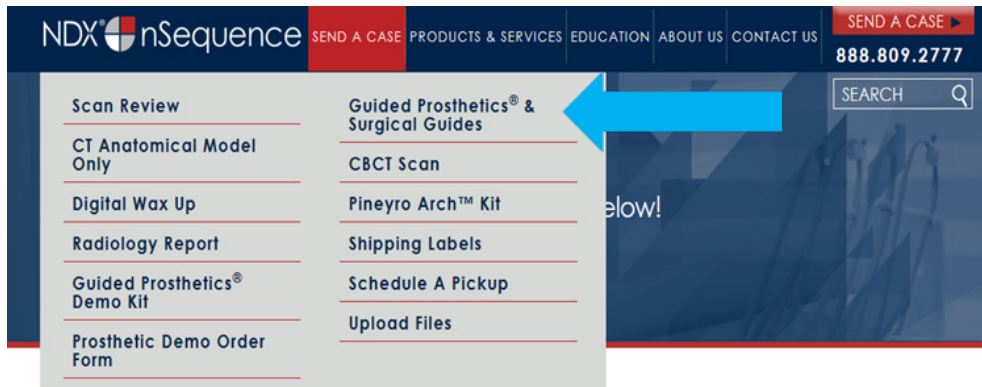 NDX nSequence
SEND A CASE PRODUCTS & SERVICES EDUCATION ABOUT US CONTACT US
SEND A CASE
888.809.2777
SEARCH
Scan Review
CT Anatomical Model
Only
Digital Wax Up
Radiology Report
Guided Prosthetics®
Demo Kit
Prosthetic Demo Order
Form
Guided Prosthetics® &
Surgical Guides
CBCT Scan
Pineyro Arch™ Kit
Shipping Labels
Schedule A Pickup
Upload Files
elow!